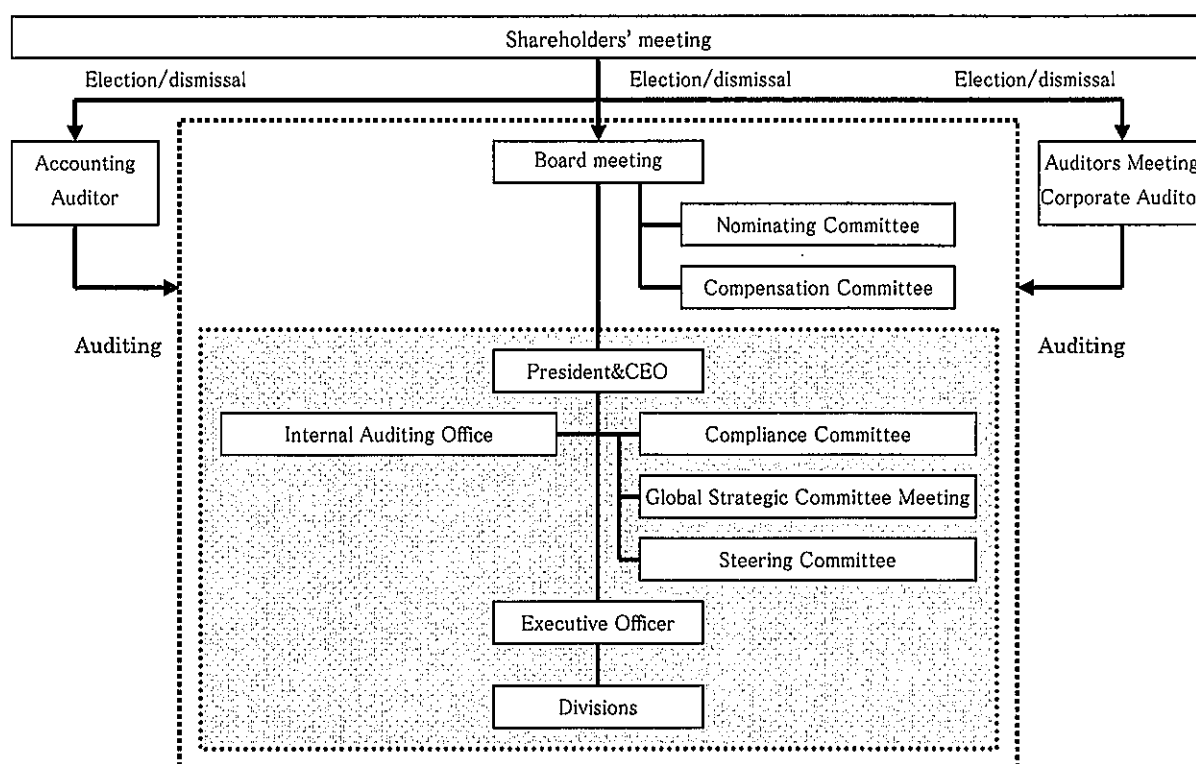 Shareholders' meeting
Election/dismissal
Election/dismissal
Election/dismissal
Accounting
Auditor
Board meeting
Auditors Meeting
Corporate Audito
Nominating Committee
Compensation Committee
Auditing
Auditing
President&CEO
Internal Auditing Office
Compliance Committee
Global Strategic Committee Meeting
Steering Committee
Executive Officer
Divisions